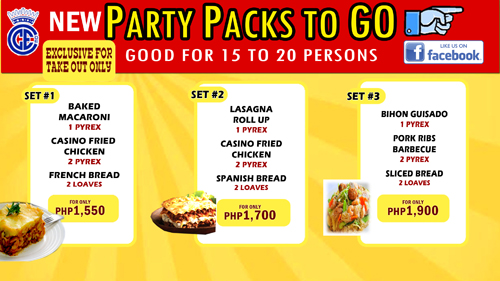 NEW PARTY PACKS TO GO
EXCLUSIVE FOR
TAKE OUT ONLY
GOOD FOR 15 TO 20 PERSONS
LIKE US ON
facebook
SET #1
BAKED
MACARONI
1 PYREX
CASINO FRIED
CHICKEN
2 PYREX
FRENCH BREAD
2 LOAVES
FOR ONLY
PHP1,550
SET #2
LASAGNA
ROLL UP
1 PYREX
CASINO FRIED
CHICKEN
2 PYREX
SPANISH BREAD
2 LOAVES
FOR ONLY
PHP1,700
SET #3
BIHON GUISADO
1 PYREX
PORK RIBS
BARBECUE
2 PYREX
SLICED BREAD
2 LOAVES
FOR ONLY
PHP1,900